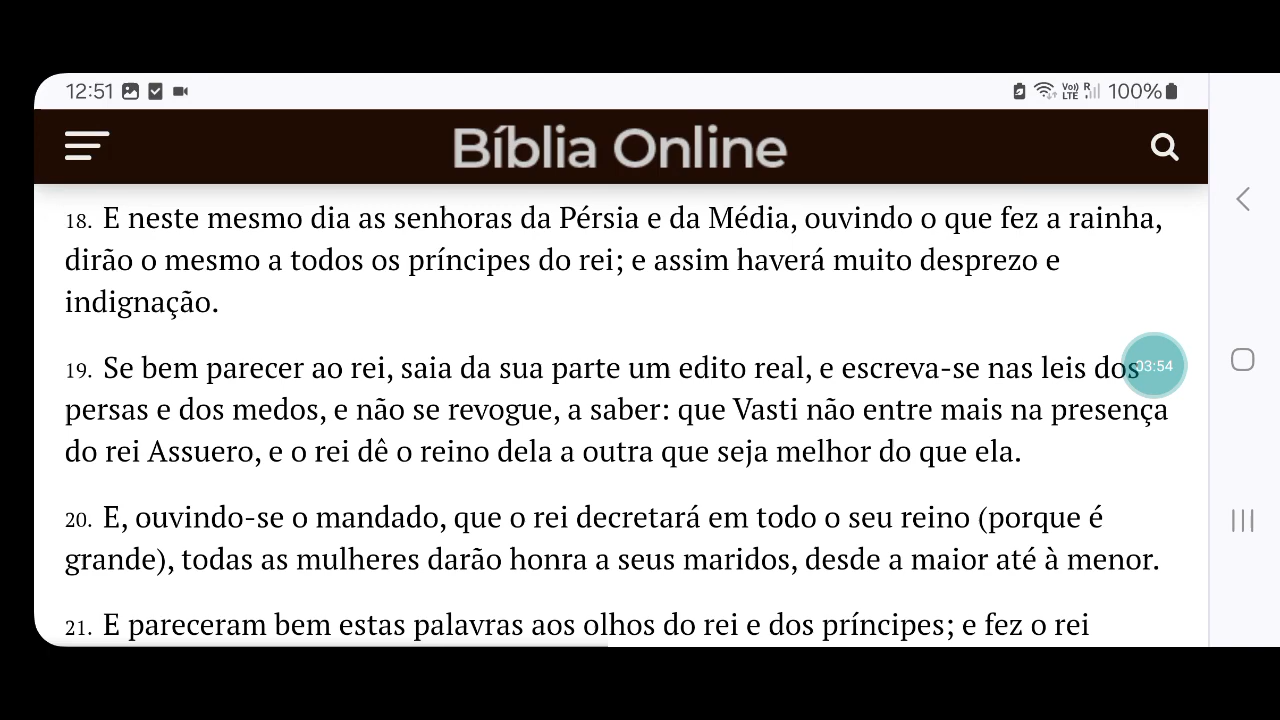 12:51
Vo)) R
LTE
100%
Bíblia Online
18. E neste mesmo dia as senhoras da Pérsia e da Média, ouvindo o que fez a rainha,
dirão o mesmo a todos os príncipes do rei; e assim haverá muito desprezo e
indignação.
19. Se bem parecer ao rei, saia da sua parte um edito real, e escreva-se nas leis dos
03:54
persas e dos medos, e não se revogue, a saber: que Vasti não entre mais na presença
do rei Assuero, e o rei dê o reino dela a outra que seja melhor do que ela.
20. E, ouvindo-se o mandado, que o rei decretará em todo o seu reino (porque é
grande), todas as mulheres darão honra a seus maridos, desde a maior até à menor.
21. E pareceram bem estas palavras aos olhos do rei e dos príncipes; e fez o rei